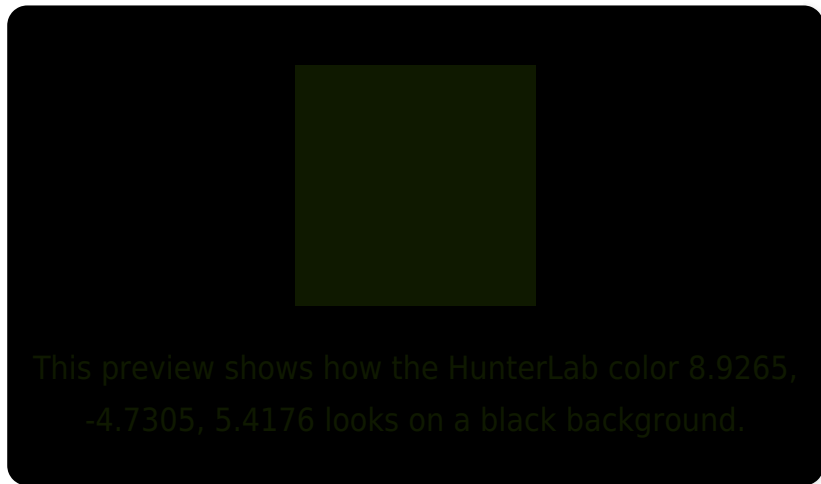 This preview shows how the HunterLab color 8.9265,
-4.7305, 5.4176 looks on a black background.